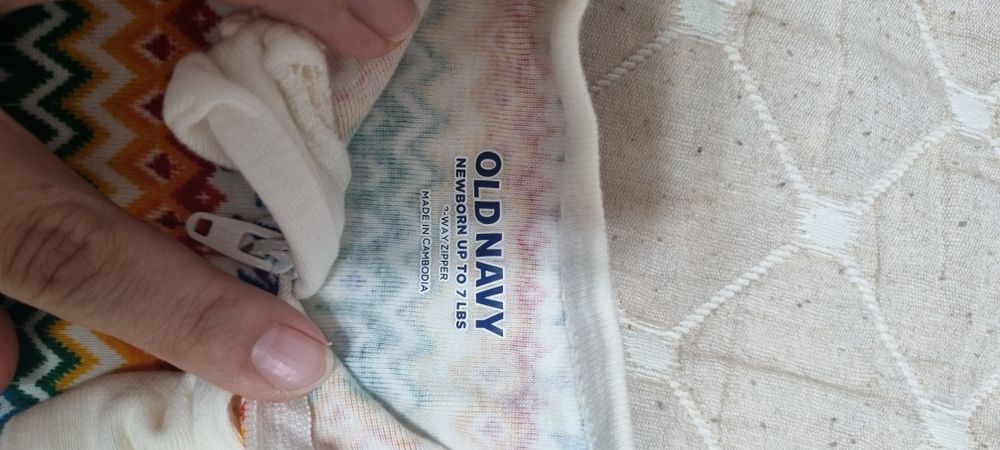 OLD NAVY
NEWBORN UP TO 7 LBS
2-WAY ZIPPER
MADE IN CAMBODIA